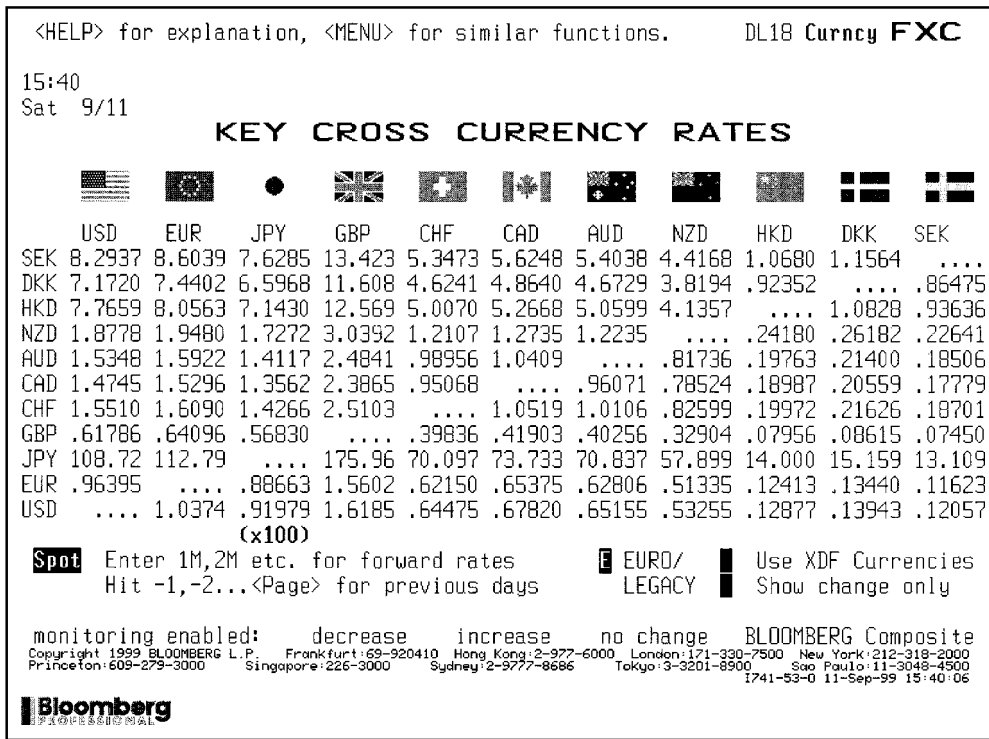 <HELP> for explanation, <MENU> for similar functions. DL18 Curncy FXC
15:40
Sat 9/11
KEY CROSS CURRENCY RATES
USD EUR JPY GBP CHF CAD AUD NZD HKD DKK SEK
SEK 8.2937 8.6039 7.6285 13.423 5.3473 5.6248 5.4038 4.4168 1.0680 1.1564 ....
DKK 7.1720 7.4402 6.5968 11.608 4.6241 4.8640 4.6729 3.8194 .92352 .... .86475
HKD 7.7659 8.0563 7.1430 12.569 5.0070 5.2668 5.0599 4.1357 .... 1.0828 .93636
NZD 1.8778 1.9480 1.7272 3.0392 1.2107 1.2735 1.2235 .... .24180 .26182 .22641
AUD 1.5348 1.5922 1.4117 2.4841 .98956 1.0409 .... .81736 .19763 .21400 .18506
CAD 1.4745 1.5296 1.3562 2.3865 .95068 .... .96071 .78524 .18987 .20559 .17779
CHF 1.5510 1.6090 1.4266 2.5103 .... 1.0519 1.0106 .82599 .19972 .21626 .18701
GBP .61786 .64096 .56830 .... .39836 .41903 .40256 .32904 .07956 .08615 .07450
JPY 108.72 112.79 .... 175.96 70.097 73.733 70.837 57.899 14.000 15.159 13.109
EUR .96395 .... .88663 1.5602 .62150 .65375 .62806 .51335 .12413 .13440 .11623
USD .... 1.0374 .91979 1.6185 .64475 .67820 .65155 .53255 .12877 .13943 .12057
(x100)
Spot Enter 1M,2M etc. for forward rates E EURO/ Use XDF Currencies
Hit -1,-2...<Page> for previous days LEGACY Show change only
monitoring enabled: decrease increase no change BLOOMBERG Composite
Copyright 1999 BLOOMBERG L.P. Frankfurt:69-920410 Hong Kong:2-977-6000 London:171-330-7500 New York:212-318-2000
Princeton:609-279-3000 Singapore:226-3000 Sydney:2-9777-8686 Tokyo:3-3201-8900 Sao Paulo:11-3048-4500
I741-53-0 11-Sep-99 15:40:06
Bloomberg
PROFESSIONAL